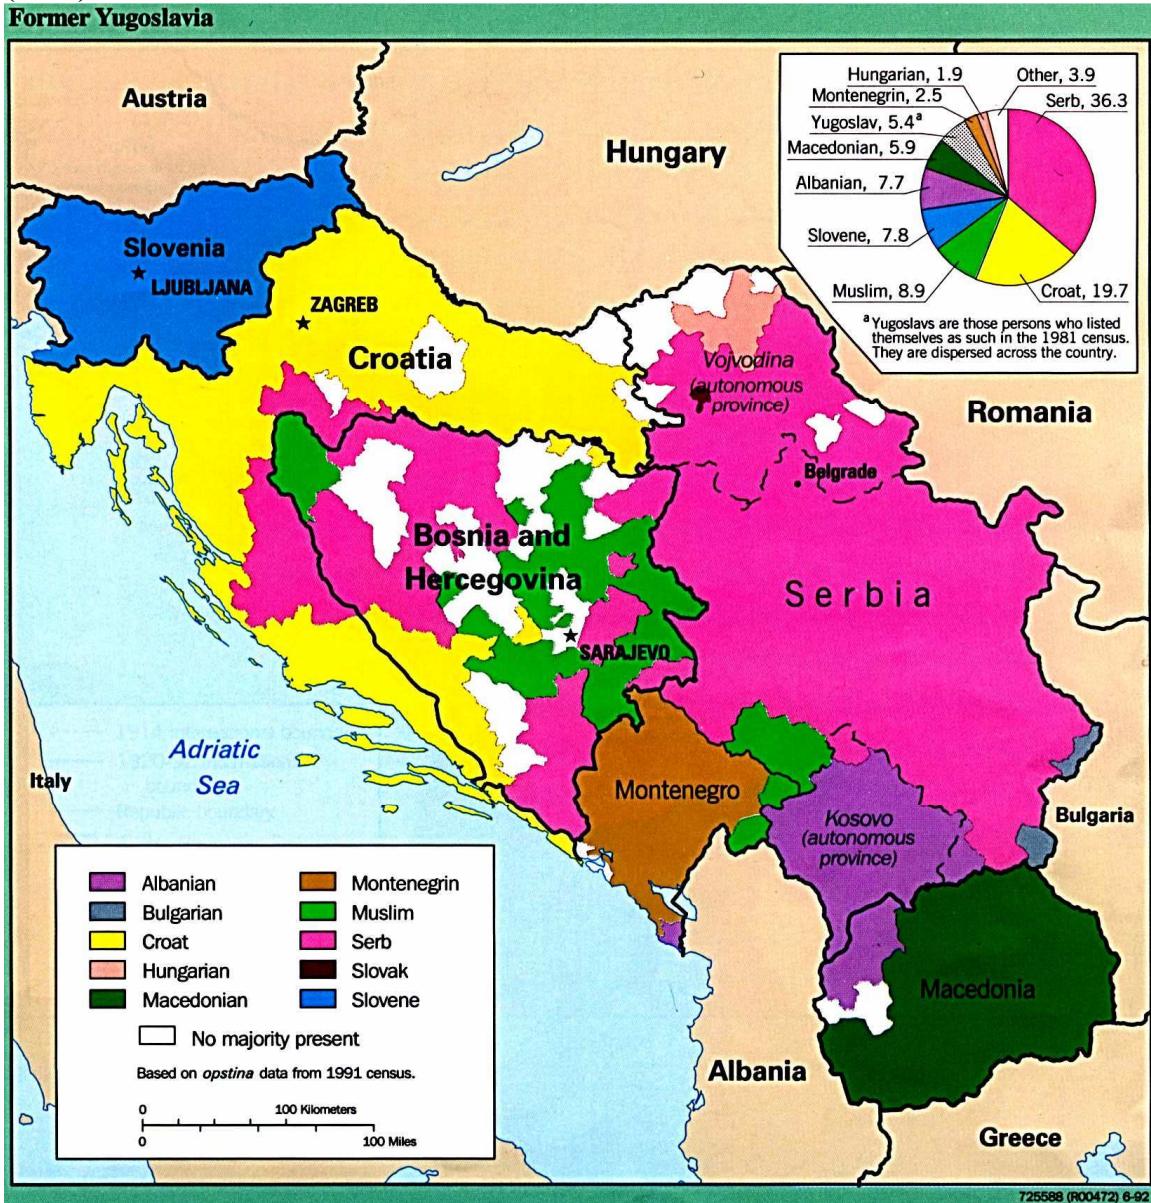 Former Yugoslavia
Austria
Hungary
Hungarian, 1.9
Other, 3.9
Montenegrin, 2.5
Serb, 36.3
Yugoslav, 5.4ᵃ
Macedonian, 5.9
Albanian, 7.7
Slovene, 7.8
Muslim, 8.9
Croat, 19.7
ᵃ Yugoslavs are those persons who listed
themselves as such in the 1981 census.
They are dispersed across the country.
Slovenia
LJUBLJANA
ZAGREB
Croatia
Vojvodina
(autonomous
province)
Romania
Belgrade
Bosnia and
Hercegovina
Serbia
SARAJEVO
Adriatic
Sea
Italy
Montenegro
Kosovo
(autonomous
province)
Bulgaria
Macedonia
Albania
Greece
Albanian
Bulgarian
Croat
Hungarian
Macedonian
Montenegrin
Muslim
Serb
Slovak
Slovene
No majority present
Based on opstina data from 1991 census.
0 100 Kilometers
0 100 Miles
725588 (R00472) 6-92